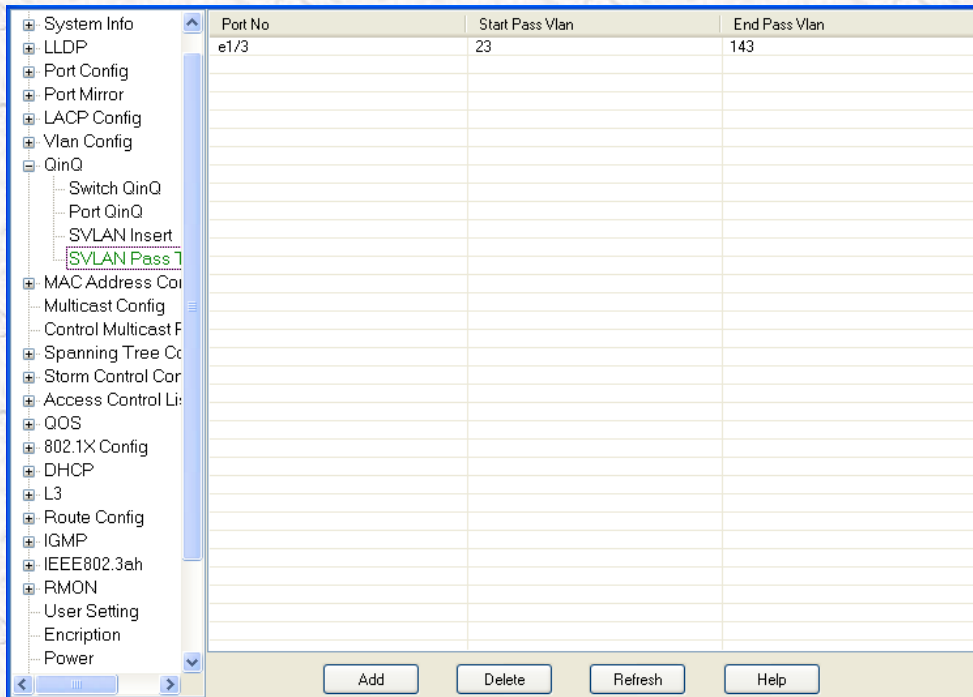 System Info
LLDP
Port Config
Port Mirror
LACP Config
Vlan Config
QinQ
Switch QinQ
Port QinQ
SVLAN Insert
SVLAN Pass T
MAC Address Co
Multicast Config
Control Multicast
Spanning Tree Co
Storm Control Con
Access Control Lis
QOS
802.1X Config
DHCP
L3
Route Config
IGMP
IEEE802.3ah
RMON
User Setting
Encription
Power
Port No Start Pass Vlan End Pass Vlan
e1/3 23 143
Add Delete Refresh Help